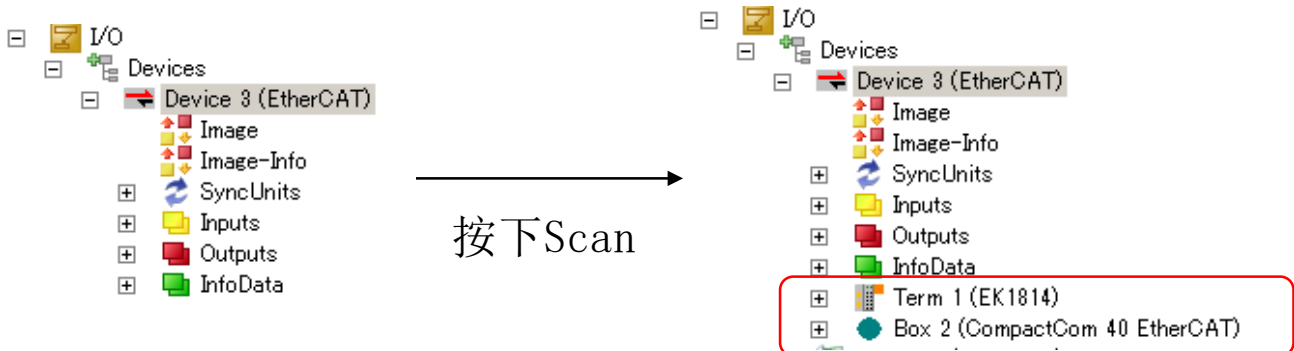 I/O
Devices
Device 3 (EtherCAT)
Image
Image-Info
SyncUnits
Inputs
Outputs
InfoData
按下Scan
I/O
Devices
Device 3 (EtherCAT)
Image
Image-Info
SyncUnits
Inputs
Outputs
InfoData
Term 1 (EK1814)
Box 2 (CompactCom 40 EtherCAT)